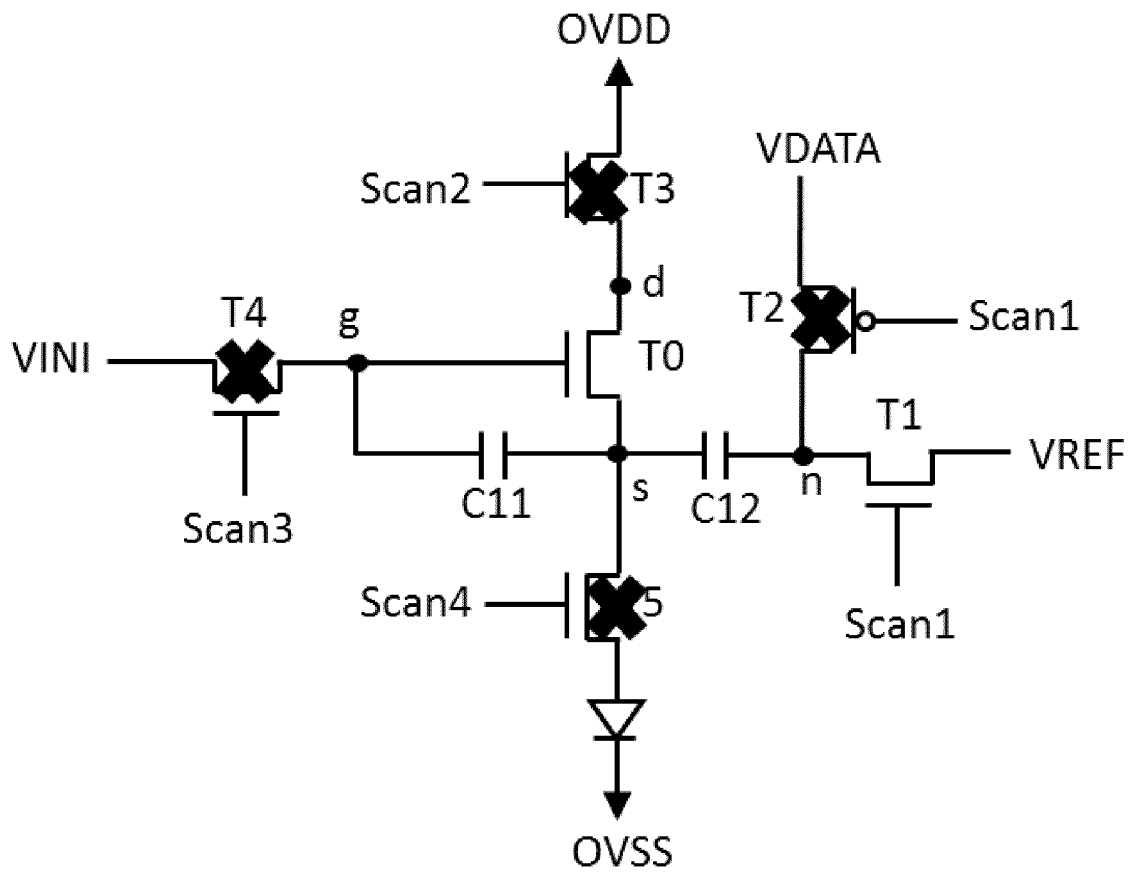 OVDD
VDATA
Scan2
T3
d
T2
Scan1
T4
g
VINI
T0
T1
VREF
C11
s
C12
n
Scan3
Scan4
5
Scan1
OVSS